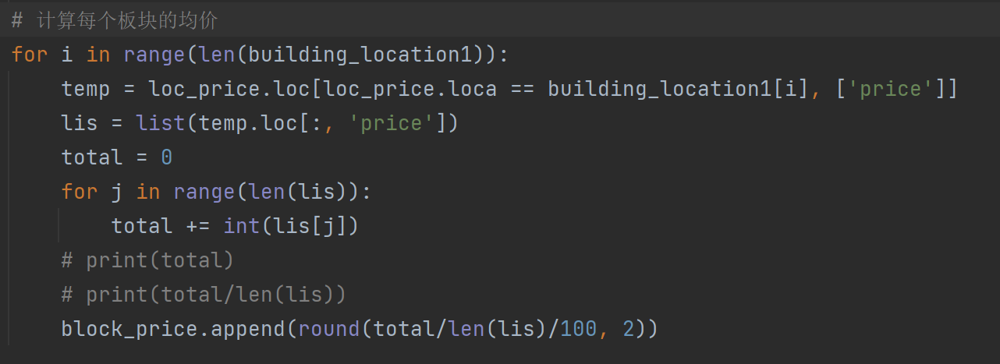 # 计算每个板块的均价
for i in range(len(building_location1)):
    temp = loc_price.loc[loc_price.loca == building_location1[i], ['price']]
    lis = list(temp.loc[:, 'price'])
    total = 0
    for j in range(len(lis)):
        total += int(lis[j])
    # print(total)
    # print(total/len(lis))
    block_price.append(round(total/len(lis)/100, 2))